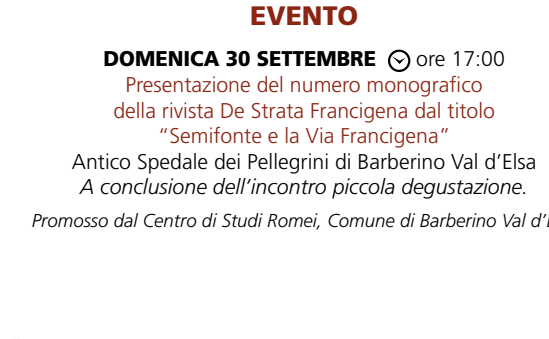 EVENTO
DOMENICA 30 SETTEMBRE ore 17:00
Presentazione del numero monografico
della rivista De Strata Francigena dal titolo
“Semifonte e la Via Francigena”
Antico Spedale dei Pellegrini di Barberino Val d’Elsa
A conclusione dell’incontro piccola degustazione.
Promosso dal Centro di Studi Romei, Comune di Barberino Val